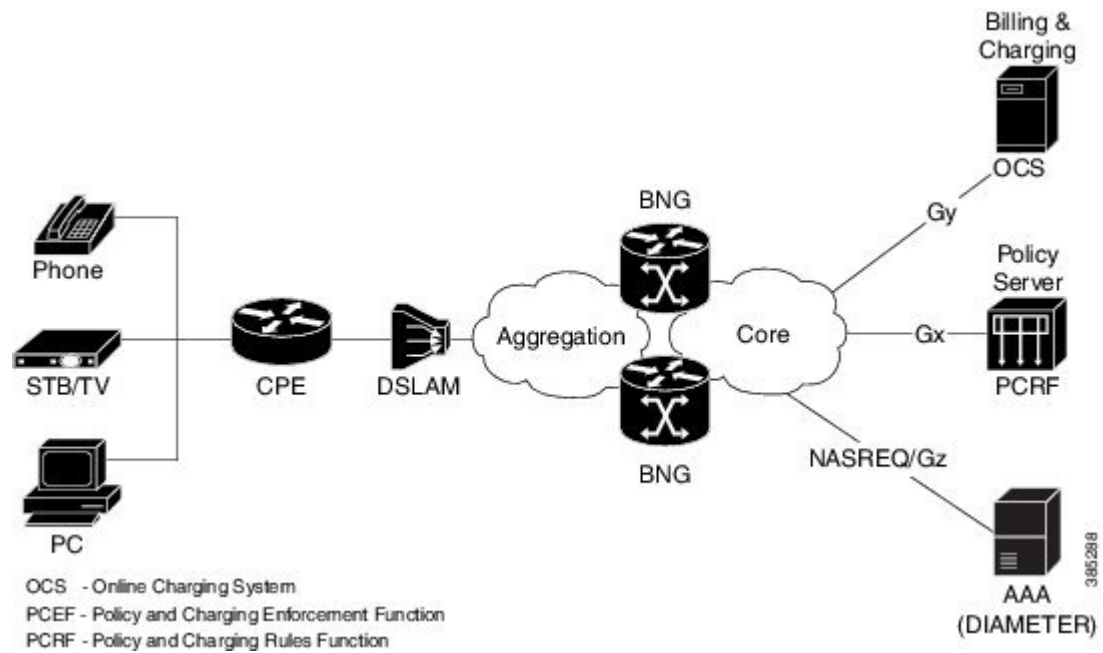 Billing &
Charging
OCS
Gy
BNG
Phone
Policy
Server
Aggregation
Core
Gx
STB/TV
CPE
DSLAM
PCRF
NASREQ/Gz
BNG
PC
385288
AAA
(DIAMETER)
OCS - Online Charging System
PCEF - Policy and Charging Enforcement Function
PCRF - Policy and Charging Rules Function